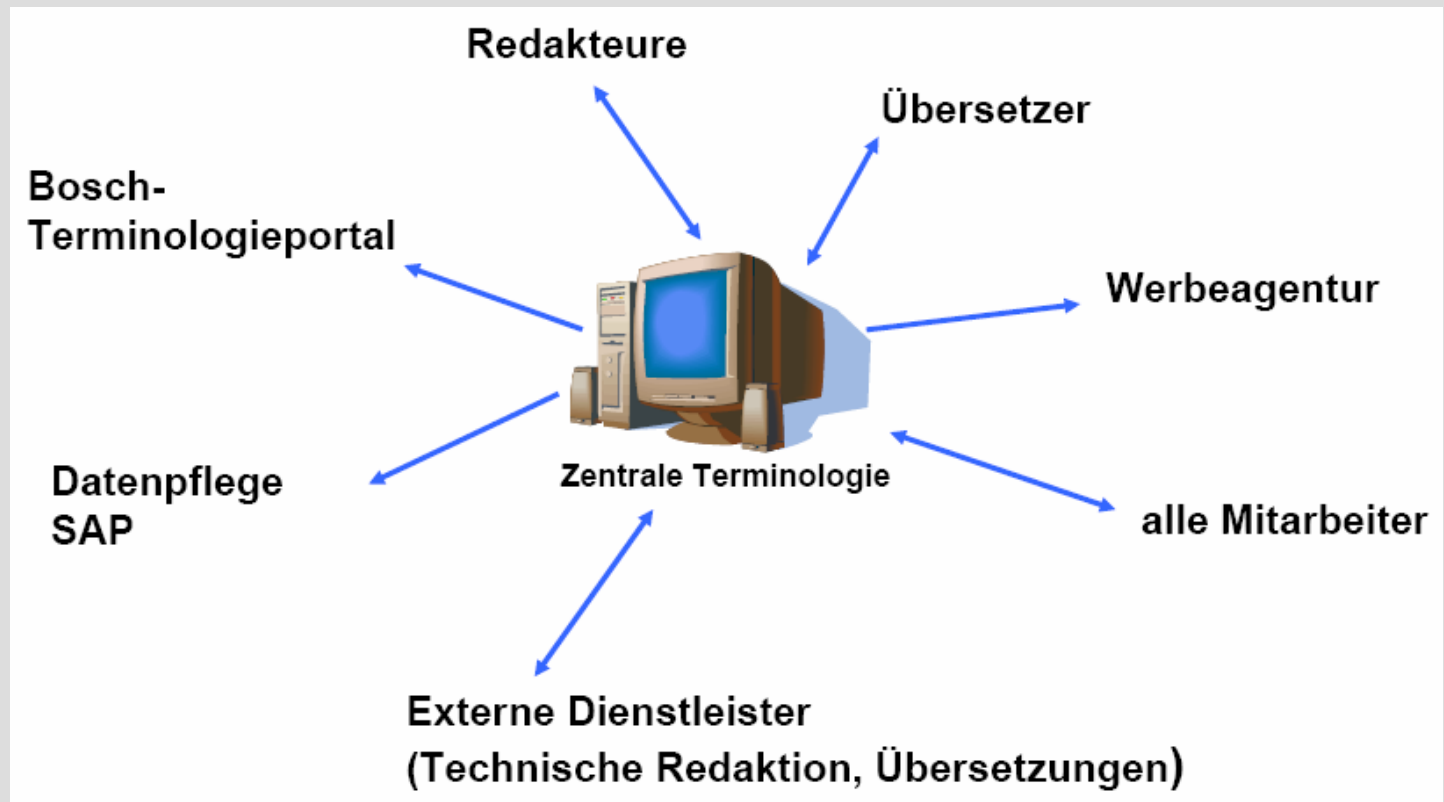 Redakteure
Übersetzer
Bosch-
Terminologieportal
Werbeagentur
Zentrale Terminologie
Datenpflege
SAP
alle Mitarbeiter
Externe Dienstleister
(Technische Redaktion, Übersetzungen)